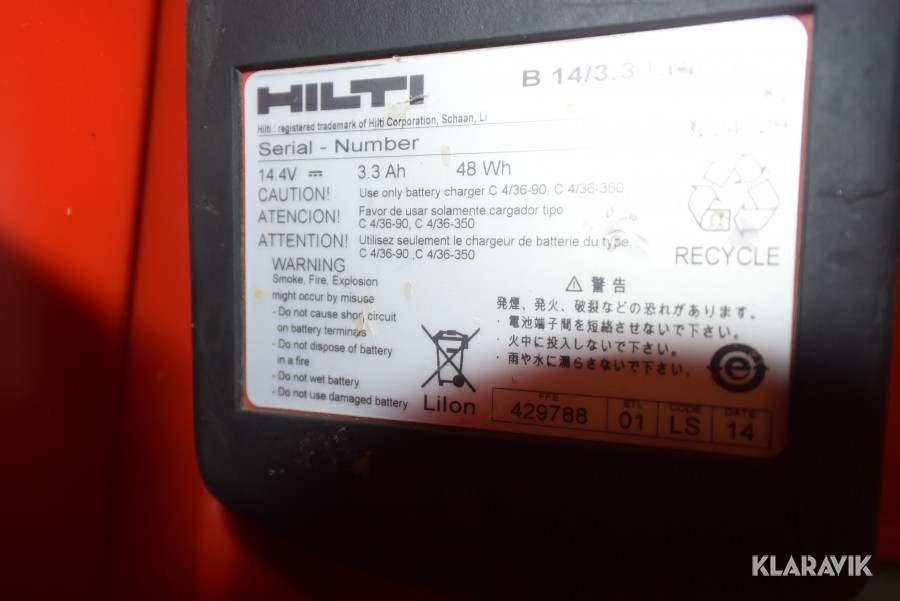 HILTI
B 14/3.3
Hilti : registered trademark of Hilti Corporation, Schaan, Li
Serial - Number
14.4V 3.3 Ah 48 Wh
CAUTION! Use only battery charger C 4/36-90, C 4/36-350
ATENCION! Favor de usar solamente cargador tipo
C 4/36-90, C 4/36-350
ATTENTION! Utilisez seulement le chargeur de batterie du type
C 4/36-90 ,C 4/36-350
RECYCLE
WARNING
Smoke, Fire, Explosion
might occur by misuse
- Do not cause short circuit
on battery terminals
- Do not dispose of battery
in a fire
- Do not wet battery
- Do not use damaged battery
LiIon
⚠ 警告
発煙、発火、破裂などの恐れがあります。
・電池端子間を短絡させないで下さい。
・火中に投入しないで下さい。
・雨や水に濡らさないで下さい。
e
FFE ETL CODE DATE
429788 01 LS 14
KLARAVIK